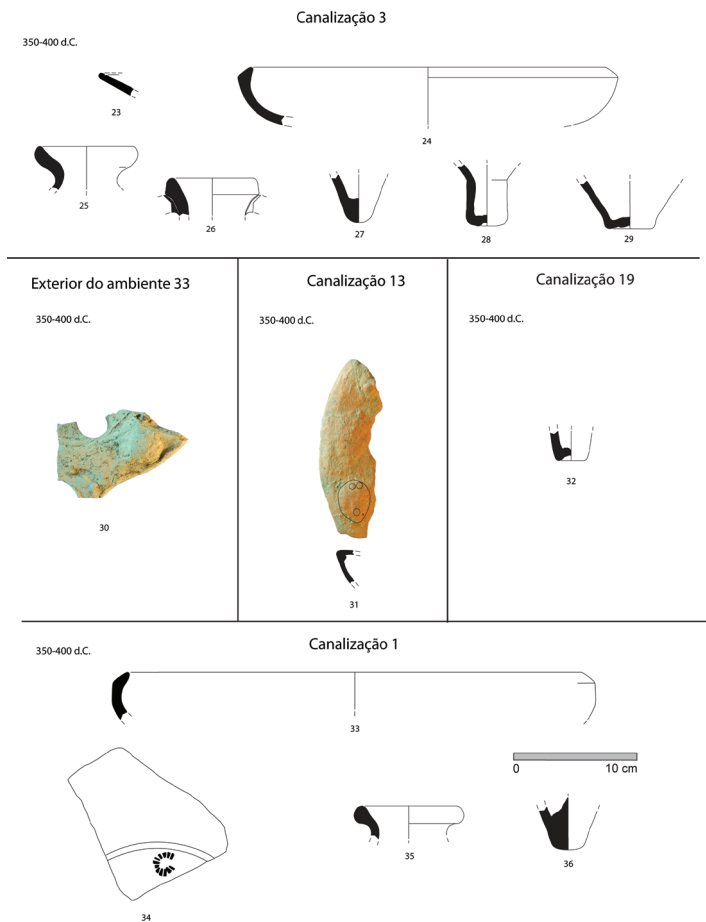 Canalização 3
350-400 d.C.
23
24
25
26
27
28
29
Exterior do ambiente 33
350-400 d.C.
30
Canalização 13
350-400 d.C.
31
Canalização 19
350-400 d.C.
32
Canalização 1
350-400 d.C.
33
0 10 cm
34
35
36